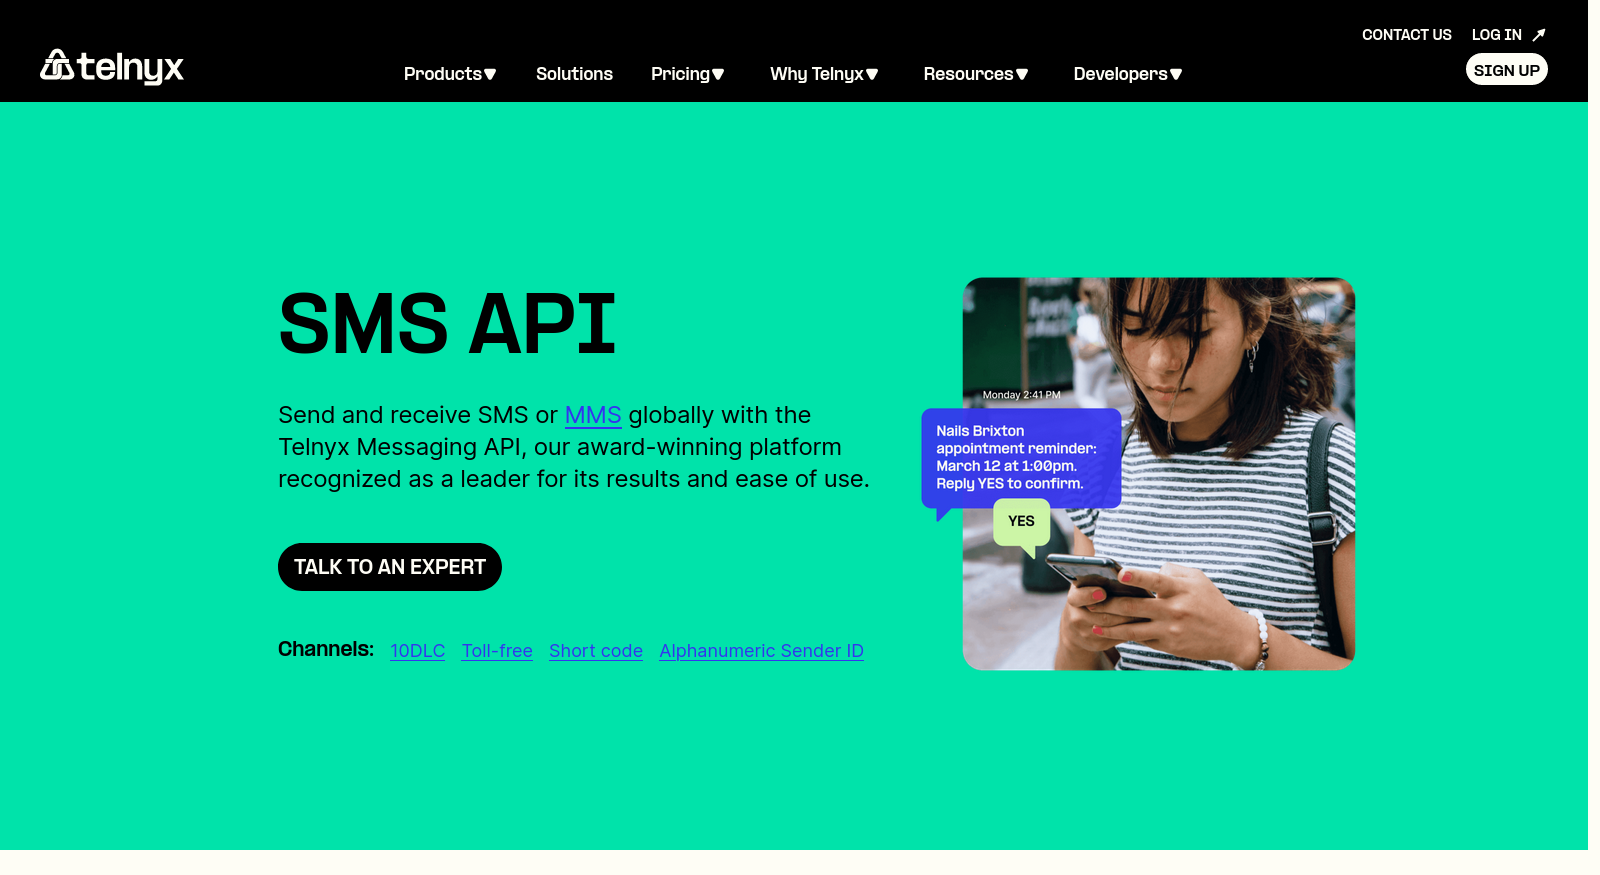 CONTACT US LOG IN
telnyx
Products Solutions Pricing Why Telnyx Resources Developers
SIGN UP
SMS API
Send and receive SMS or MMS globally with the
Telnyx Messaging API, our award-winning platform
recognized as a leader for its results and ease of use.
TALK TO AN EXPERT
Channels: 10DLC Toll-free Short code Alphanumeric Sender ID
Monday 2:41 PM
Nails Brixton
appointment reminder:
March 12 at 1:00pm.
Reply YES to confirm.
YES